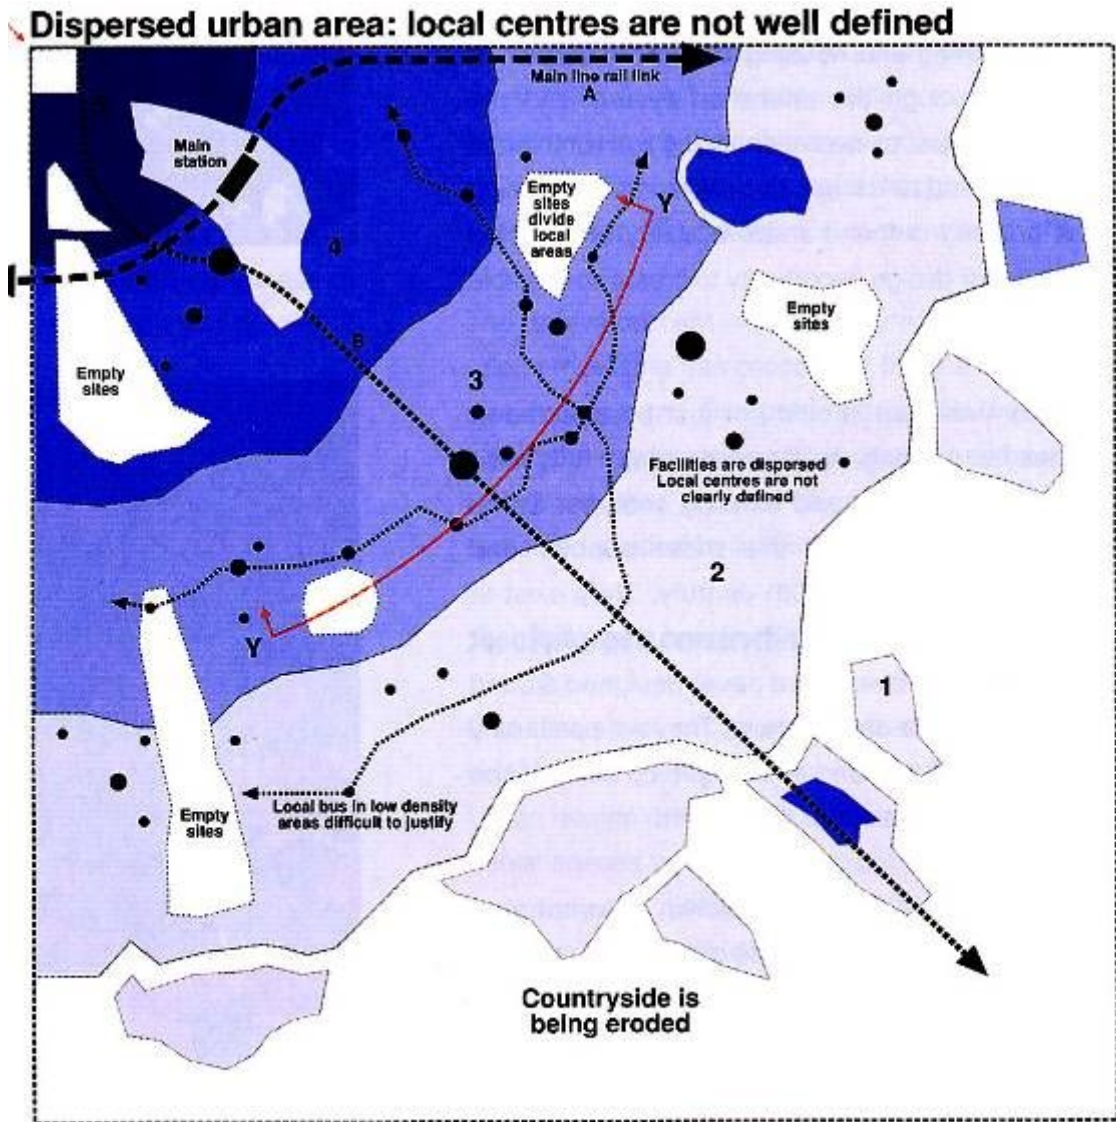 Dispersed urban area: local centres are not well defined
Main line rail link
A
Main
station
Empty
sites
divide
local
areas
Y
4
Empty
sites
B
Empty
sites
3
Facilities are dispersed
Local centres are not
clearly defined
2
Y
1
Local bus in low density
areas difficult to justify
Empty
sites
Countryside is
being eroded